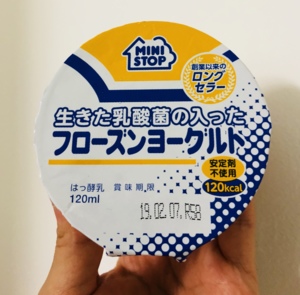 MINI
STOP
創業以来の
ロング
セラー
生きた乳酸菌の入った
フローズンヨーグルト
安定剤
不使用
120kcal
はっ酵乳 賞味期限
120ml
19.02.07.R58